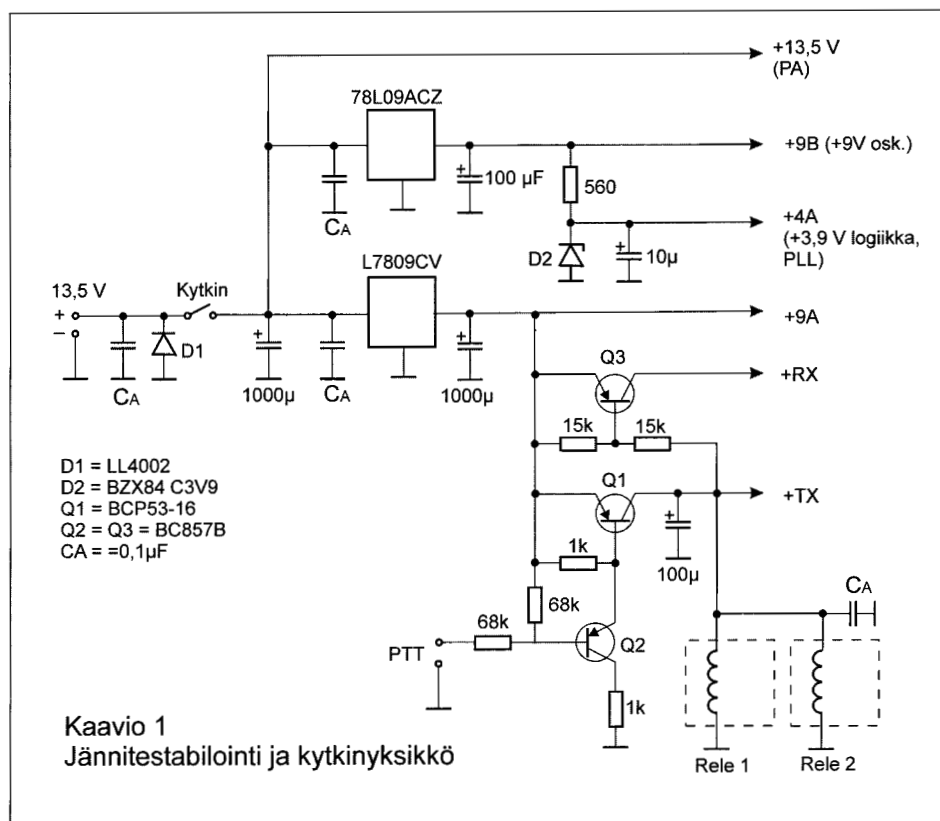 +13,5 V
(PA)
78L09ACZ
+9B (+9V osk.)
+
100 µF
560
CA
+4A
(+3,9 V logiikka,
PLL)
D2
+
10µ
L7809CV
13,5 V
Kytkin
+
–
+9A
D1
CA
+
1000µ
CA
+
1000µ
Q3
+RX
15k
15k
D1 = LL4002
D2 = BZX84 C3V9
Q1 = BCP53-16
Q2 = Q3 = BC857B
CA = =0,1µF
Q1
+TX
+
100µ
1k
68k
CA
68k
PTT
Q2
1k
Rele 1
Rele 2
Kaavio 1
Jännitestabilointi ja kytkinyksikkö